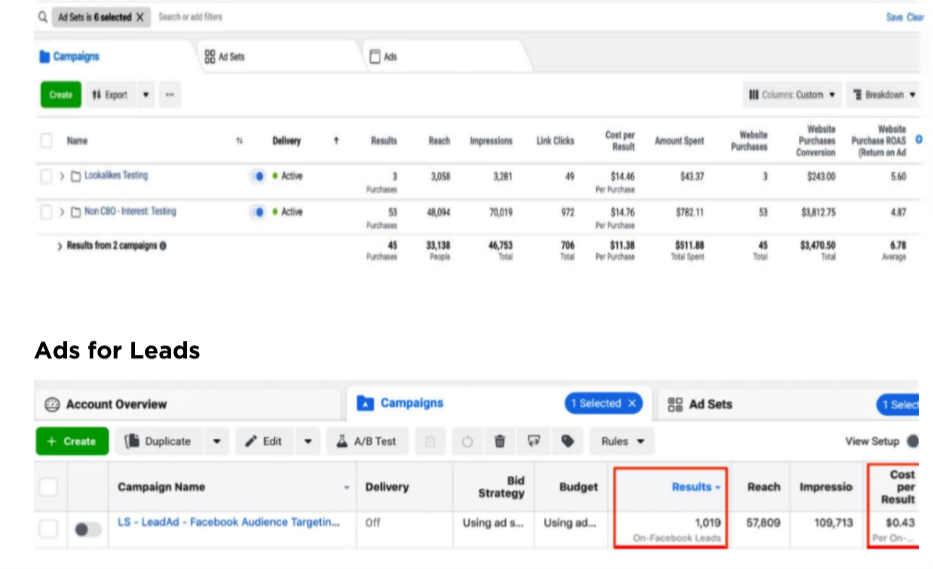 Ad Sets is 6 selected X Search or add filters Save Clear
Campaigns Ad Sets Ads
Create Export Columns: Custom Breakdown
Name Delivery Results Reach Impressions Link Clicks Cost per Result Amount Spent Website Purchases Website Purchases Conversion Website Purchase ROAS (Return on Ad
Lookalikes Testing Active 3 3,058 3,281 49 $14.46 $43.37 3 $243.00 5.60
Purchases Per Purchase
Non CBO - Interest: Testing Active 53 48,094 70,019 972 $14.76 $782.11 53 $3,812.75 4.87
Purchases Per Purchase
Results from 2 campaigns 45 33,138 46,753 706 $11.38 $511.88 45 $3,470.50 6.78
Purchases People Total Total Per Purchase Total Spent Total Total Average
Ads for Leads
Account Overview Campaigns 1 Selected X Ad Sets 1 Selec
+ Create Duplicate Edit A/B Test Rules View Setup
Campaign Name Delivery Bid Strategy Budget Results Reach Impressio Cost per Result
LS - LeadAd - Facebook Audience Targetin... Off Using ad s... Using ad... 1,019 57,809 109,713 $0.43
On-Facebook Leads Per On-...